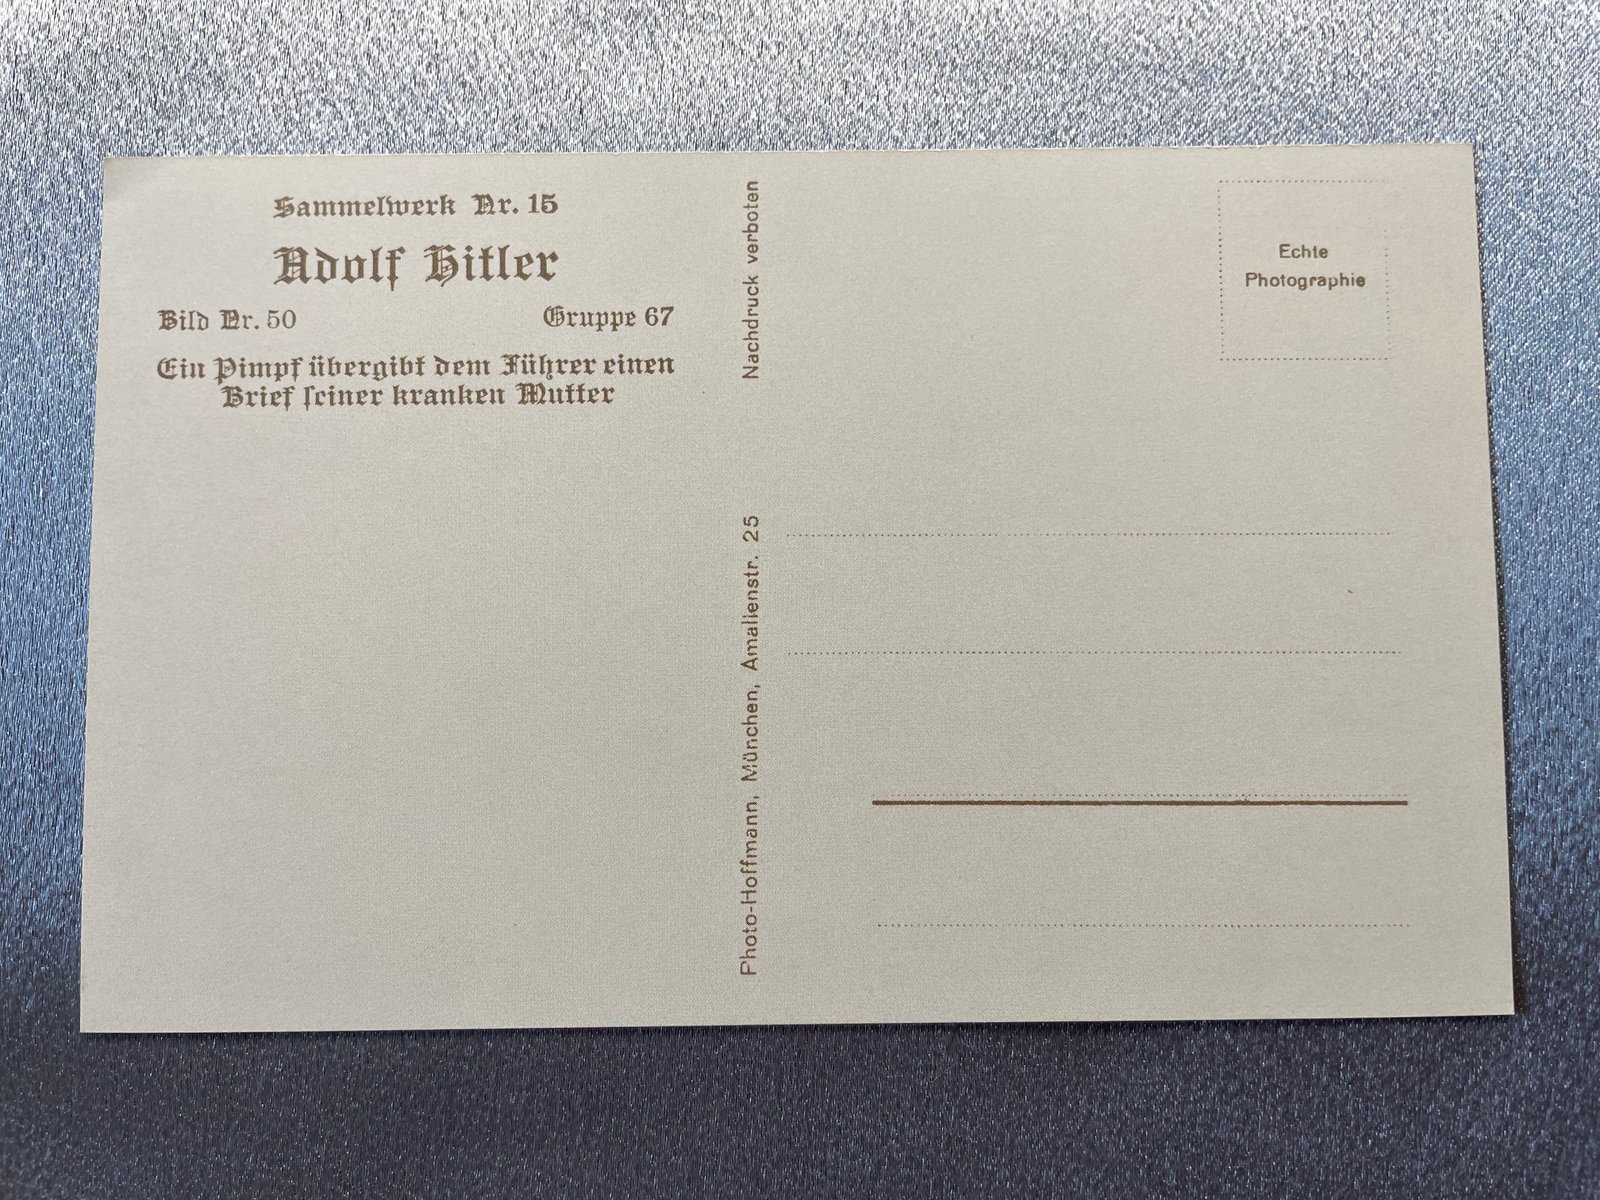 Sammelwerk Nr. 15
Adolf Hitler
Bild Nr. 50 Gruppe 67
Ein Pimpf übergibt dem Führer einen
Brief seiner kranken Mutter
Photo-Hoffmann, München, Amalienstr. 25 Nachdruck verboten
Echte
Photographie